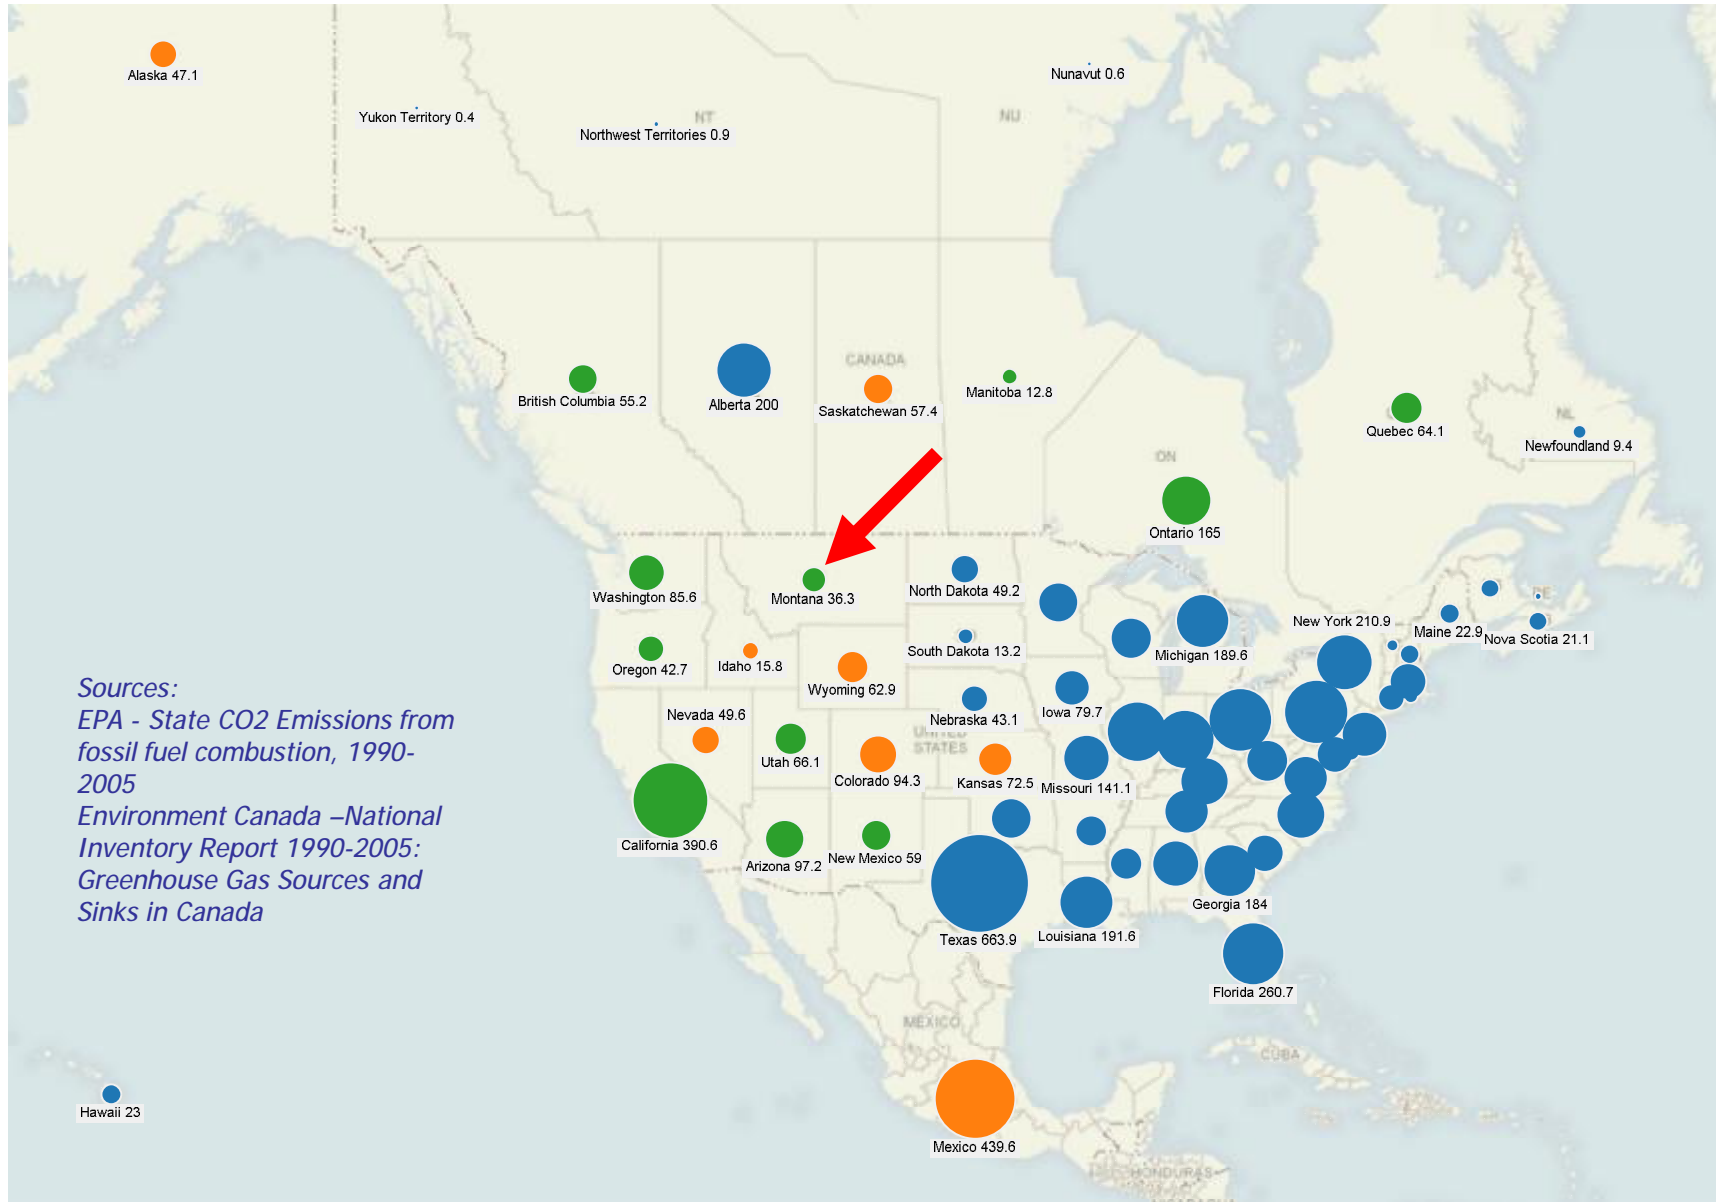 Alaska 47.1
Yukon Territory 0.4
Northwest Territories 0.9
NT
Nunavut 0.6
NU
British Columbia 55.2
Alberta 200
CANADA
Saskatchewan 57.4
Manitoba 12.8
Quebec 64.1
NL
Newfoundland 9.4
ON
Ontario 165
Washington 85.6
Montana 36.3
North Dakota 49.2
Oregon 42.7
Idaho 15.8
Wyoming 62.9
South Dakota 13.2
Michigan 189.6
New York 210.9
Maine 22.9
Nova Scotia 21.1
Nevada 49.6
Utah 66.1
Colorado 94.3
Nebraska 43.1
UNITED
STATES
Kansas 72.5
Iowa 79.7
Missouri 141.1
California 390.6
Arizona 97.2
New Mexico 59
Texas 663.9
Louisiana 191.6
Georgia 184
Florida 260.7
Sources:
EPA - State CO2 Emissions from
fossil fuel combustion, 1990-
2005
Environment Canada –National
Inventory Report 1990-2005:
Greenhouse Gas Sources and
Sinks in Canada
MEXICO
CUBA
Hawaii 23
Mexico 439.6
HONDURAS